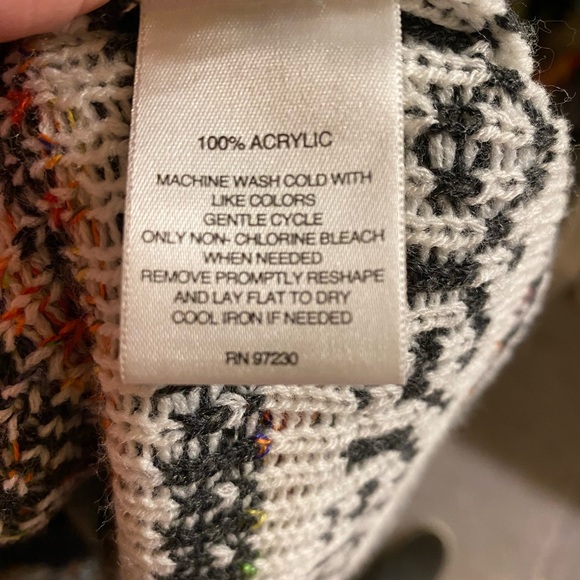 100% ACRYLIC
MACHINE WASH COLD WITH
LIKE COLORS
GENTLE CYCLE
ONLY NON- CHLORINE BLEACH
WHEN NEEDED
REMOVE PROMPTLY RESHAPE
AND LAY FLAT TO DRY
COOL IRON IF NEEDED
RN 97230